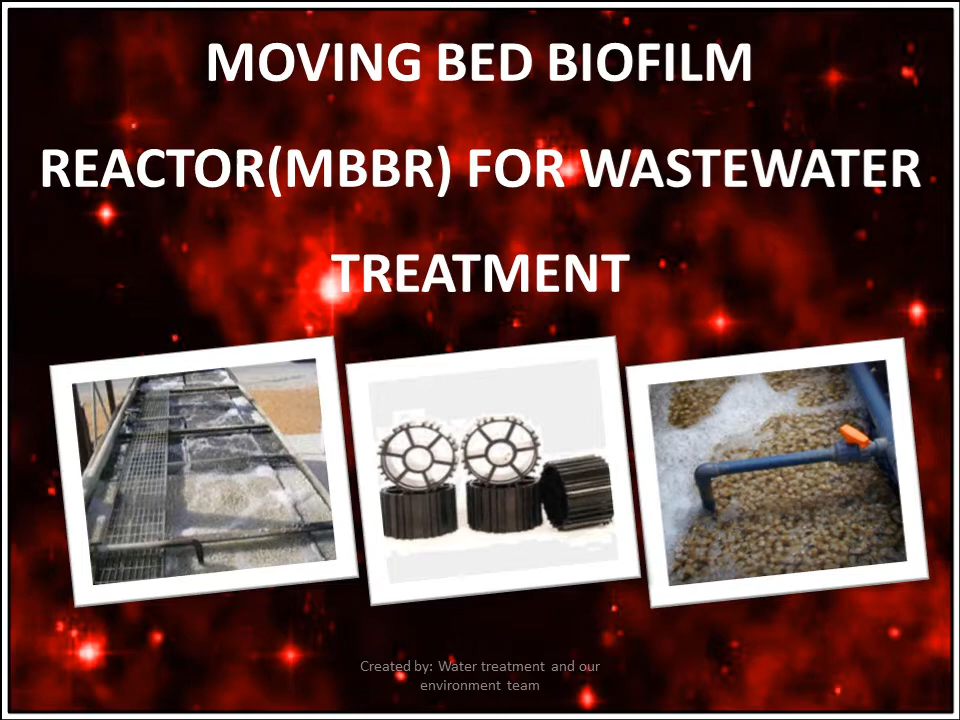 MOVING BED BIOFILM
REACTOR(MBBR) FOR WASTEWATER
TREATMENT
Created by: Water treatment and our
environment team